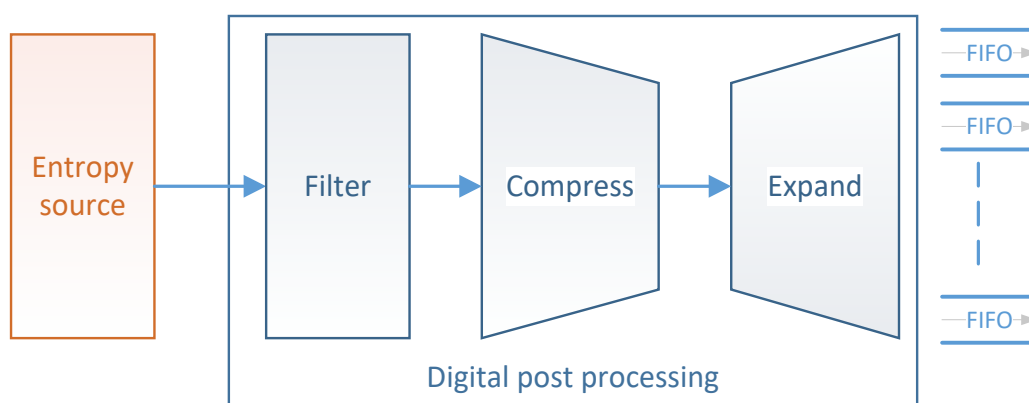 Entropy
source
Filter
Compress
Expand
FIFO
FIFO
FIFO
Digital post processing